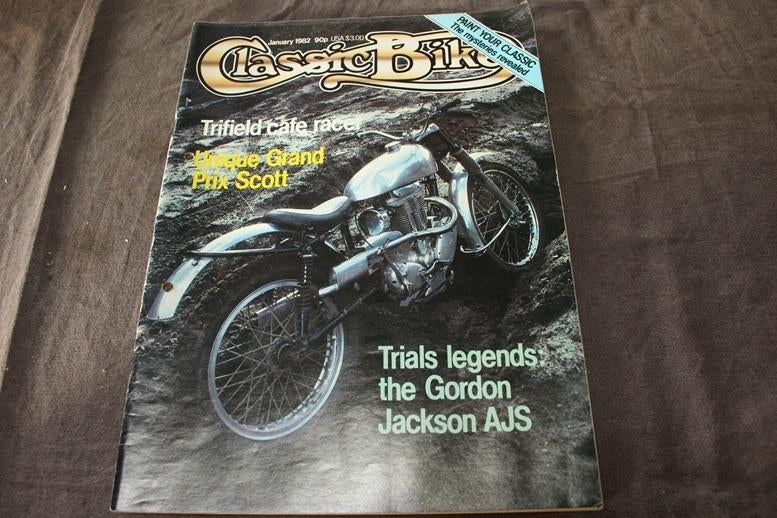 January 1982 90p USA $3.00
Classic Bike
PAINT YOUR CLASSIC
The mysteries revealed
Trifield cafe racer
Unique Grand
Prix Scott
Trials legends:
the Gordon
Jackson AJS